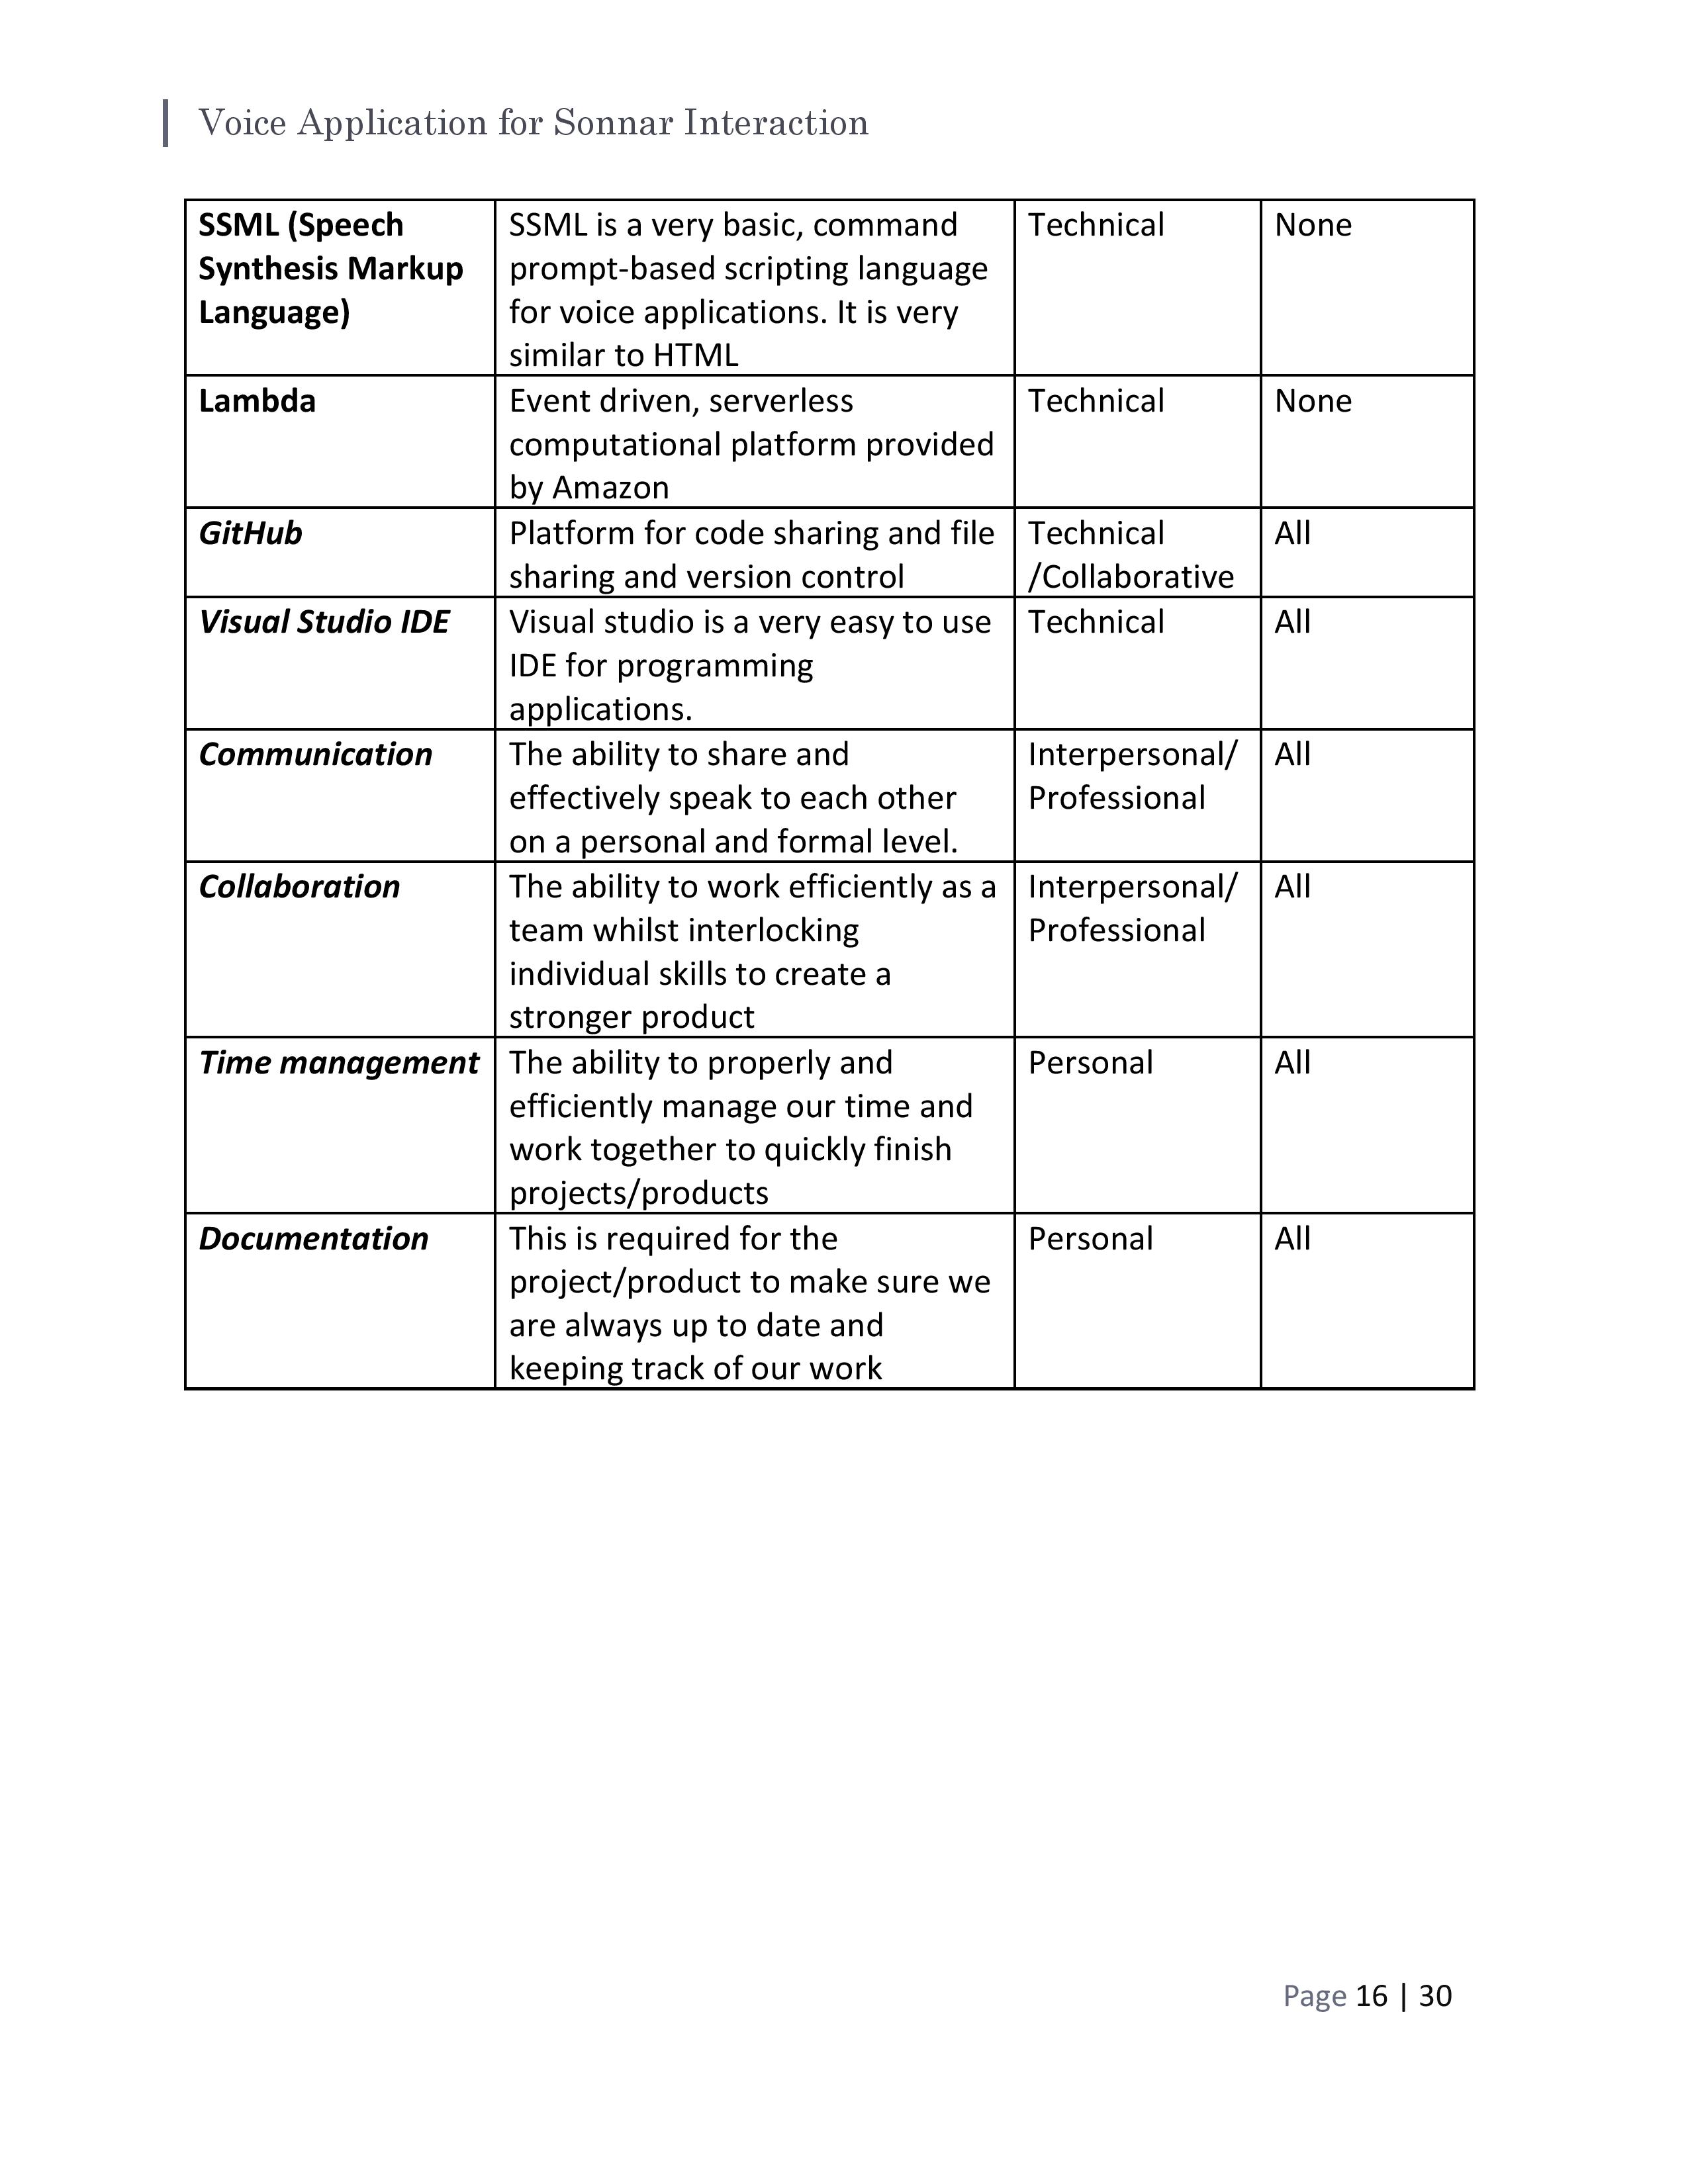 Voice Application for Sonnar Interaction
SSML (Speech
Synthesis Markup
Language)
SSML is a very basic, command
prompt-based scripting language
for voice applications. It is very
similar to HTML
Technical
None
Lambda
Event driven, serverless
computational platform provided
by Amazon
Technical
None
GitHub
Platform for code sharing and file
sharing and version control
Technical
/Collaborative
All
Visual Studio IDE
Visual studio is a very easy to use
IDE for programming
applications.
Technical
All
Communication
The ability to share and
effectively speak to each other
on a personal and formal level.
Interpersonal/
Professional
All
Collaboration
The ability to work efficiently as a
team whilst interlocking
individual skills to create a
stronger product
Interpersonal/
Professional
All
Time management
The ability to properly and
efficiently manage our time and
work together to quickly finish
projects/products
Personal
All
Documentation
This is required for the
project/product to make sure we
are always up to date and
keeping track of our work
Personal
All
Page 16 | 30